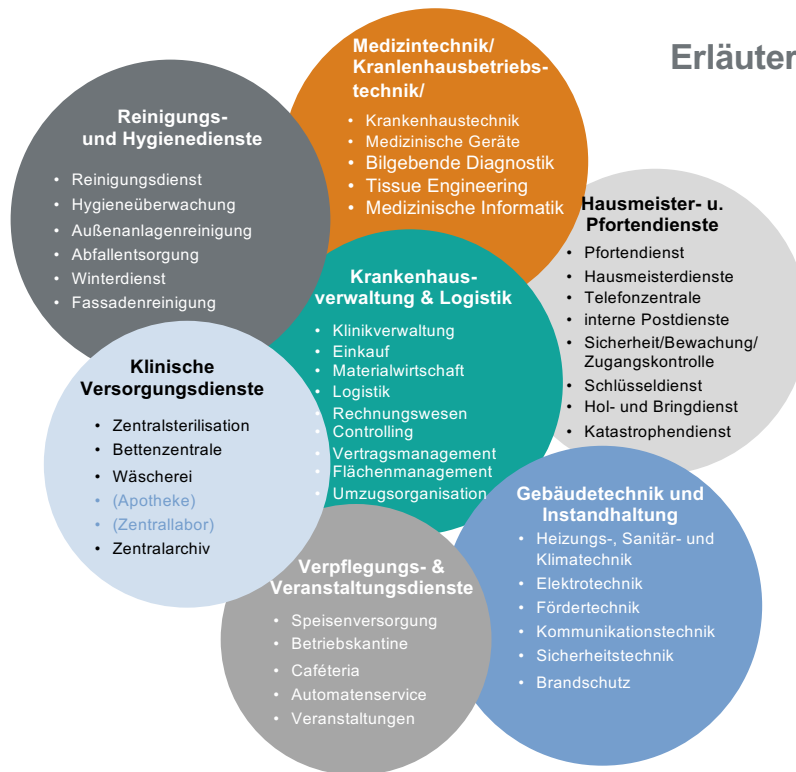 Erläuter
Medizintechnik/
Kranlenhausbetriebs-
technik/
• Krankenhaustechnik
• Medizinische Geräte
• Bilgebende Diagnostik
• Tissue Engineering
• Medizinische Informatik
Reinigungs-
und Hygienedienste
• Reinigungsdienst
• Hygieneüberwachung
• Außenanlagenreinigung
• Abfallentsorgung
• Winterdienst
• Fassadenreinigung
Hausmeister- u.
Pfortendienste
• Pfortendienst
• Hausmeisterdienste
• Telefonzentrale
• interne Postdienste
• Sicherheit/Bewachung/
Zugangskontrolle
• Schlüsseldienst
• Hol- und Bringdienst
• Katastrophendienst
Krankenhaus-
verwaltung & Logistik
• Klinikverwaltung
• Einkauf
• Materialwirtschaft
• Logistik
• Rechnungswesen
• Controlling
• Vertragsmanagement
• Flächenmanagement
• Umzugsorganisation
Klinische
Versorgungsdienste
• Zentralsterilisation
• Bettenzentrale
• Wäscherei
• (Apotheke)
• (Zentrallabor)
• Zentralarchiv
Gebäudetechnik und
Instandhaltung
• Heizungs-, Sanitär- und
Klimatechnik
• Elektrotechnik
• Fördertechnik
• Kommunikationstechnik
• Sicherheitstechnik
• Brandschutz
Verpflegungs- &
Veranstaltungsdienste
• Speisenversorgung
• Betriebskantine
• Caféteria
• Automatenservice
• Veranstaltungen